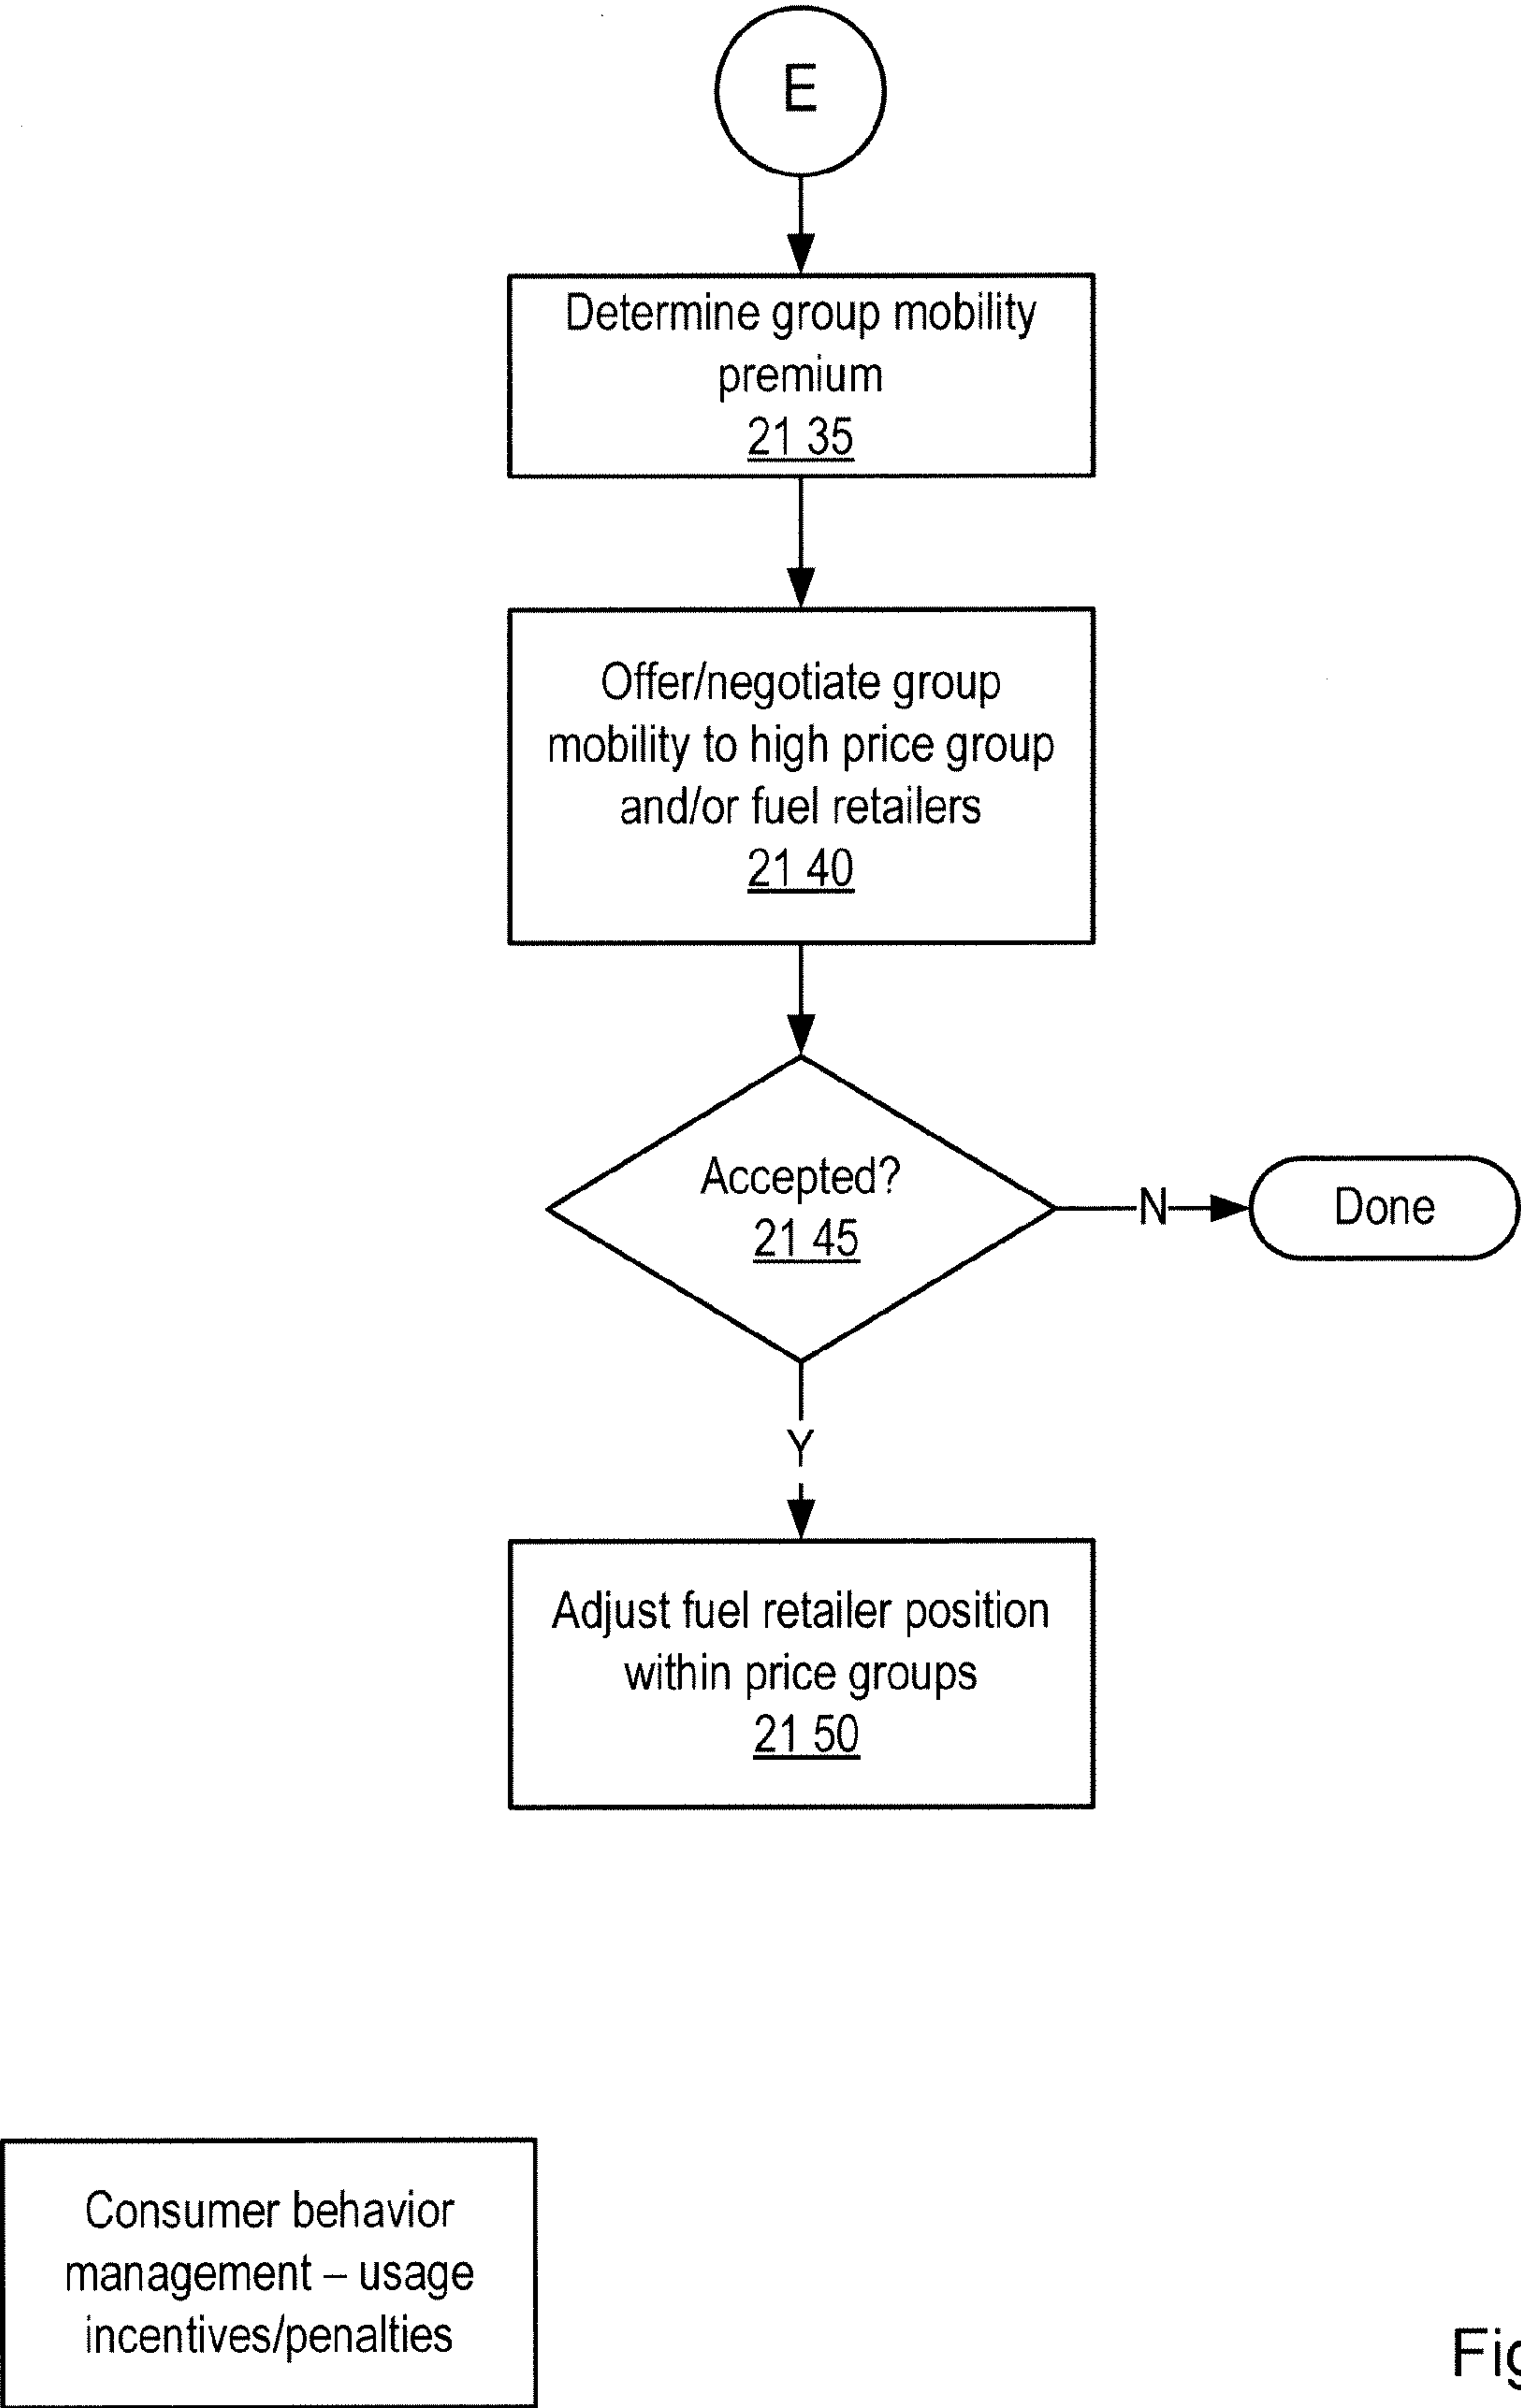 E
Determine group mobility
premium
21 35
Offer/negotiate group
mobility to high price group
and/or fuel retailers
21 40
Accepted?
21 45
N
Done
Y
Adjust fuel retailer position
within price groups
21 50
Consumer behavior
management – usage
incentives/penalties